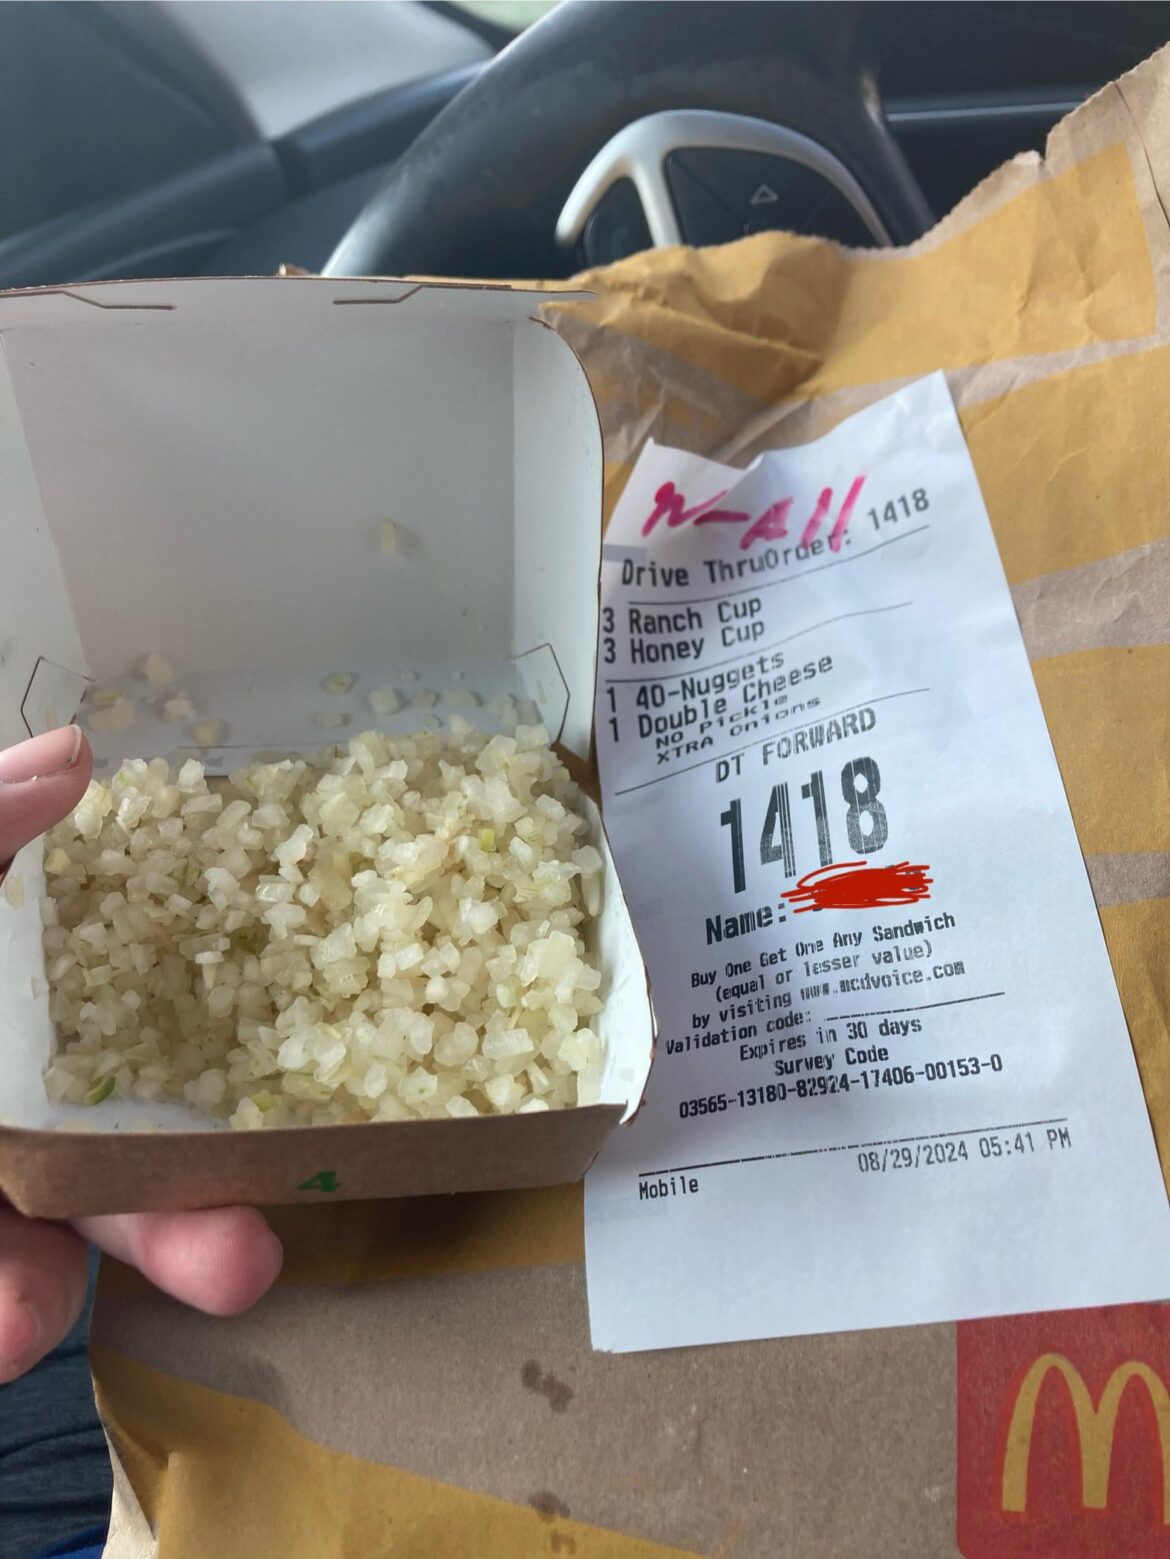 N-All
Drive ThruOrder: 1418
3 Ranch Cup
3 Honey Cup
1 40-Nuggets
1 Double Cheese
NO Pickle
XTRA Onions
DT FORWARD
1418
Name:
Buy One Get One Any Sandwich
(equal or lesser value)
by visiting www.mcdvoice.com
Validation code:
Expires in 30 days
Survey Code
03565-13180-82924-17406-00153-0
08/29/2024 05:41 PM
Mobile
4
M